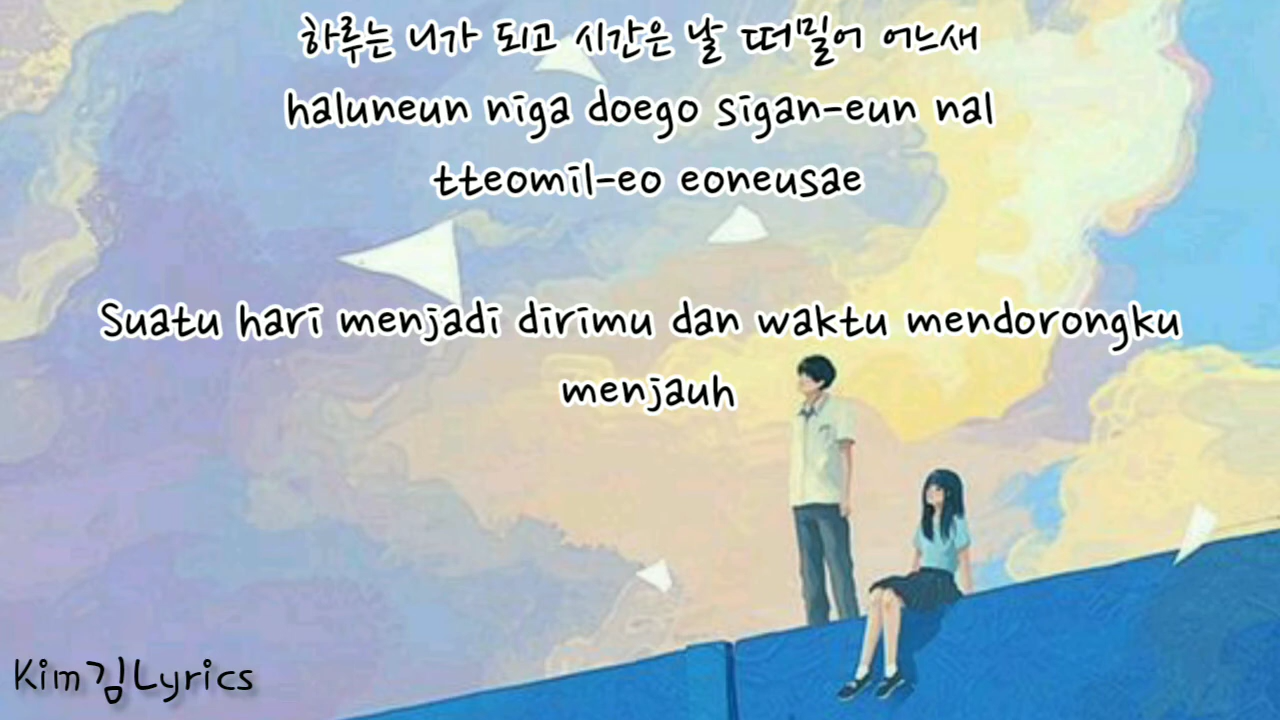 하루는 니가 되고 시간은 날 떠밀어 어느새
haluneun niga doego sigan-eun nal
tteomil-eo eoneusae
Suatu hari menjadi dirimu dan waktu mendorongku
menjauh
Kim김Lyrics